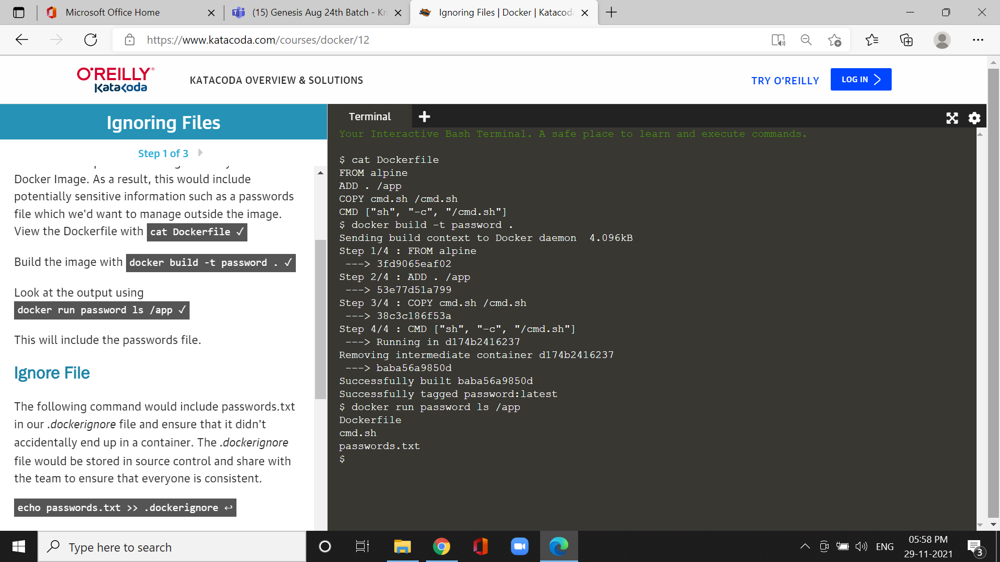 Microsoft Office Home
(15) Genesis Aug 24th Batch - Kn
Ignoring Files | Docker | Katacoda
https://www.katacoda.com/courses/docker/12
O'REILLY®
Katacoda
KATACODA OVERVIEW & SOLUTIONS
TRY O'REILLY
LOG IN
Ignoring Files
Step 1 of 3
Docker Image. As a result, this would include
potentially sensitive information such as a passwords
file which we'd want to manage outside the image.
View the Dockerfile with cat Dockerfile ✓
Build the image with docker build -t password . ✓
Look at the output using
docker run password ls /app ✓
This will include the passwords file.
Ignore File
The following command would include passwords.txt
in our .dockerignore file and ensure that it didn't
accidentally end up in a container. The .dockerignore
file would be stored in source control and share with
the team to ensure that everyone is consistent.
echo passwords.txt >> .dockerignore ↩
Terminal
Your Interactive Bash Terminal. A safe place to learn and execute commands.
$ cat Dockerfile
FROM alpine
ADD . /app
COPY cmd.sh /cmd.sh
CMD ["sh", "-c", "/cmd.sh"]
$ docker build -t password .
Sending build context to Docker daemon  4.096kB
Step 1/4 : FROM alpine
---> 3fd9065eaf02
Step 2/4 : ADD . /app
---> 53e77d51a799
Step 3/4 : COPY cmd.sh /cmd.sh
---> 38c3c186f53a
Step 4/4 : CMD ["sh", "-c", "/cmd.sh"]
---> Running in d174b2416237
Removing intermediate container d174b2416237
---> baba56a9850d
Successfully built baba56a9850d
Successfully tagged password:latest
$ docker run password ls /app
Dockerfile
cmd.sh
passwords.txt
$
Type here to search
ENG
05:58 PM
29-11-2021
3